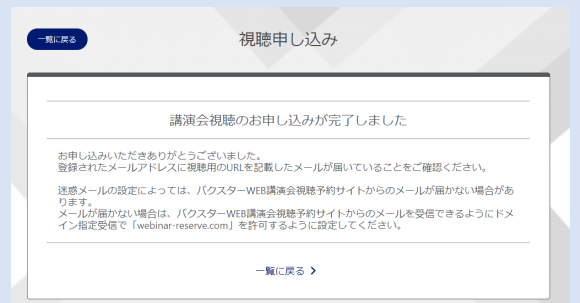 一覧に戻る
視聴申し込み
講演会視聴のお申し込みが完了しました
お申し込みいただきありがとうございました。
登録されたメールアドレスに視聴用のURLを記載したメールが届いていることをご確認ください。
迷惑メールの設定によっては、バクスターWEB講演会視聴予約サイトからのメールが届かない場合があ
ります。
メールが届かない場合は、バクスターWEB講演会視聴予約サイトからのメールを受信できるようにドメ
イン指定受信で「webinar-reserve.com」を許可するように設定してください。
一覧に戻る